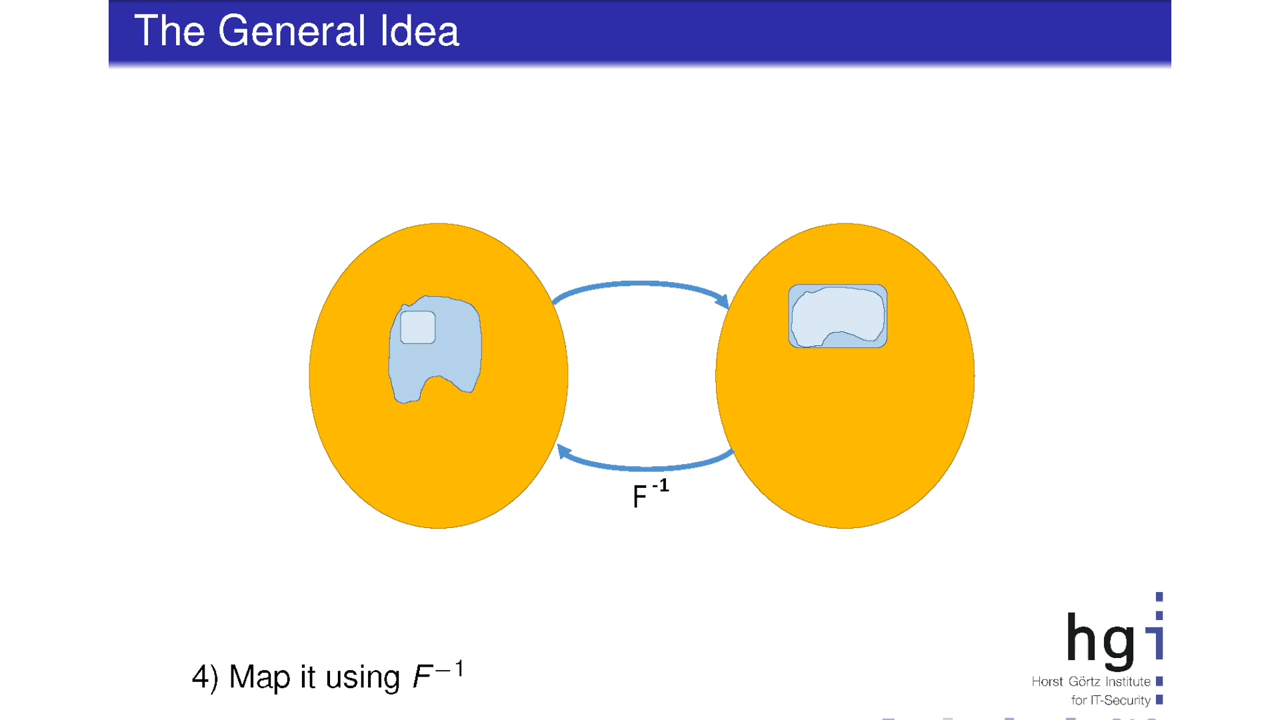 The General Idea
F -1
4) Map it using F−1
hgi
Horst Görtz Institute
for IT-Security